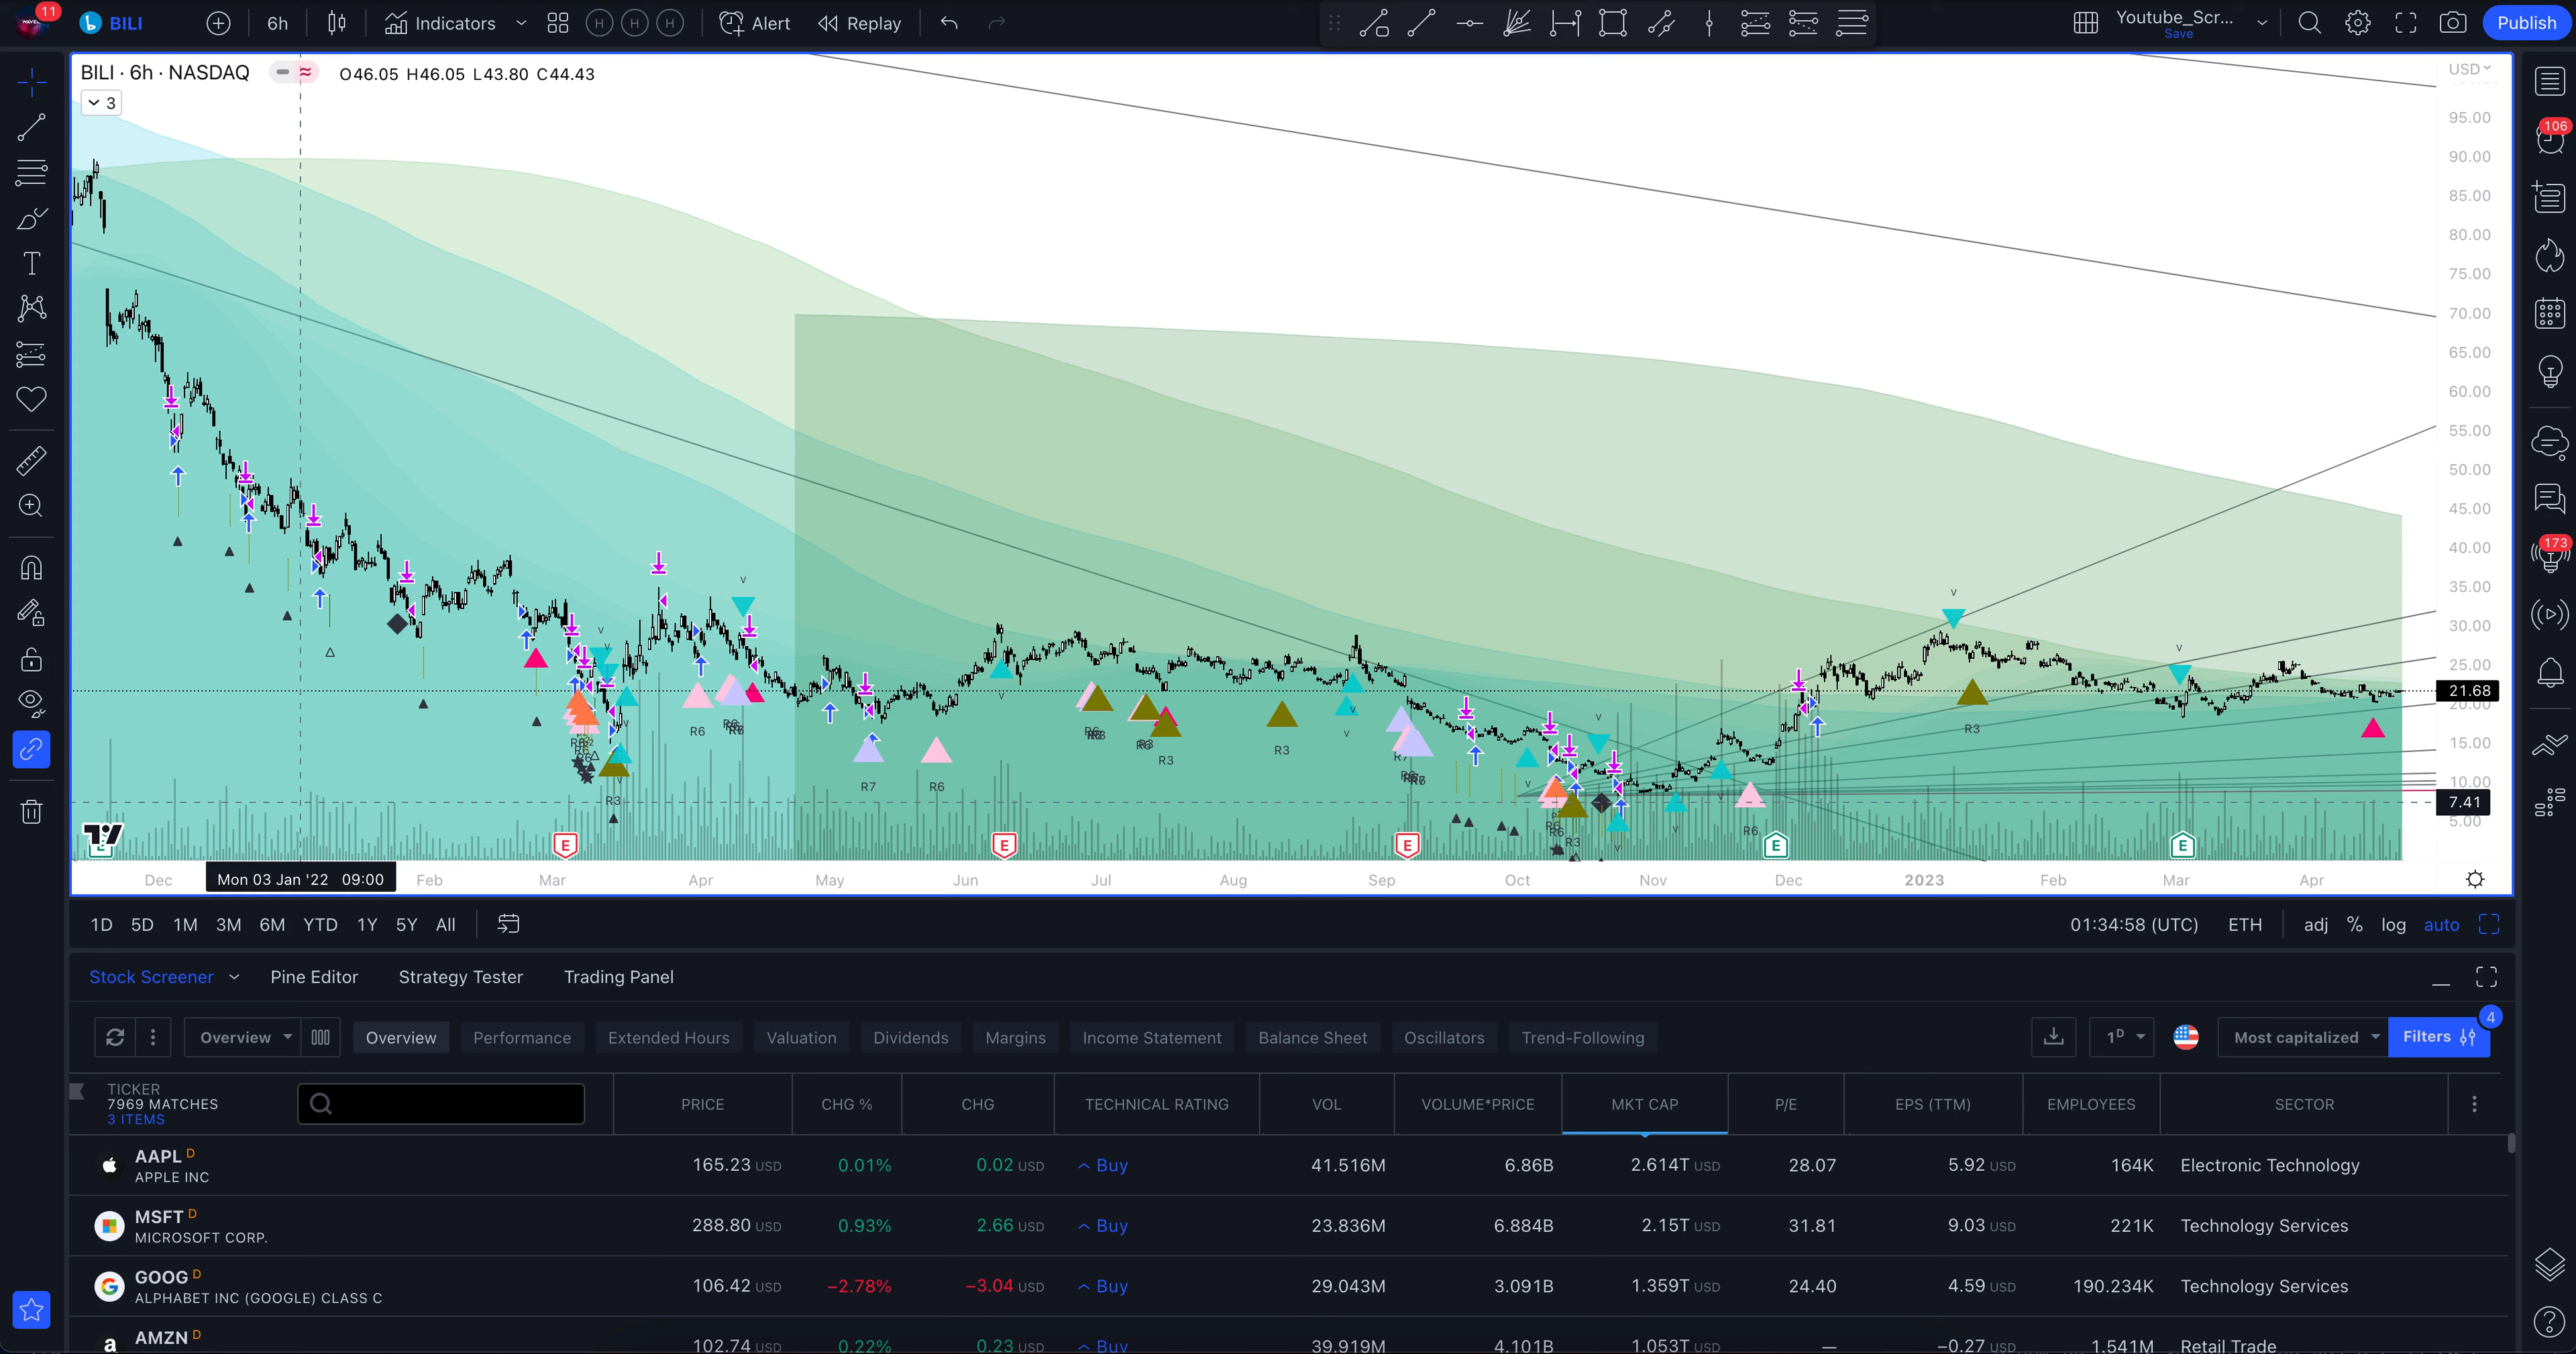 11
BILI
6h
Indicators
H H H
Alert
Replay
Youtube_Scr...
Save
Publish
BILI · 6h · NASDAQ
O46.05 H46.05 L43.80 C44.43
3
USD
95.00
90.00
85.00
80.00
75.00
70.00
65.00
60.00
55.00
50.00
45.00
40.00
35.00
30.00
25.00
21.68
20.00
15.00
10.00
7.41
5.00
106
173
v
v
v
v
R6
R3
R3
R3
R3
R7
R6
R6
R3
E E E E E
Dec Mon 03 Jan '22 09:00 Feb Mar Apr May Jun Jul Aug Sep Oct Nov Dec 2023 Feb Mar Apr
1D 5D 1M 3M 6M YTD 1Y 5Y All
01:34:58 (UTC) ETH adj % log auto
Stock Screener Pine Editor Strategy Tester Trading Panel
4
Overview Overview Performance Extended Hours Valuation Dividends Margins Income Statement Balance Sheet Oscillators Trend-Following 1D Most capitalized Filters
TICKER
7969 MATCHES
3 ITEMS
PRICE CHG % CHG TECHNICAL RATING VOL VOLUME*PRICE MKT CAP P/E EPS (TTM) EMPLOYEES SECTOR
AAPL D
APPLE INC
165.23 USD 0.01% 0.02 USD Buy 41.516M 6.86B 2.614T USD 28.07 5.92 USD 164K Electronic Technology
MSFT D
MICROSOFT CORP.
288.80 USD 0.93% 2.66 USD Buy 23.836M 6.884B 2.15T USD 31.81 9.03 USD 221K Technology Services
GOOG D
ALPHABET INC (GOOGLE) CLASS C
106.42 USD −2.78% −3.04 USD Buy 29.043M 3.091B 1.359T USD 24.40 4.59 USD 190.234K Technology Services
AMZN D
102.74 USD 0.22% 0.23 USD Buy 39.919M 4.101B 1.053T USD — −0.27 USD 1.541M Retail Trade